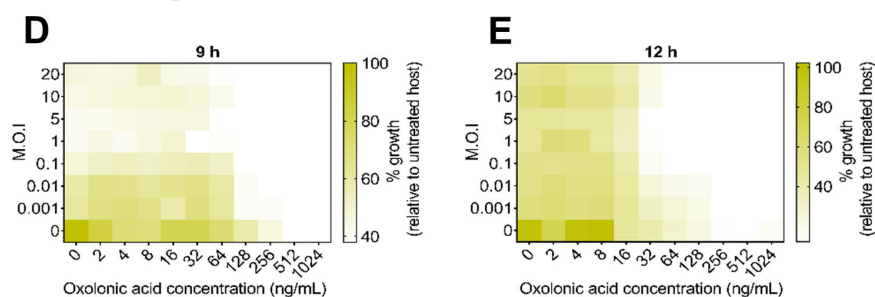 D
9 h
M.O.I
20
10
5
1
0.1
0.01
0.001
0
0 2 4 8 16 32 64 128 256 512 1024
Oxolonic acid concentration (ng/mL)
100
80
60
40
% growth
(relative to untreated host)
E
12 h
M.O.I
20
10
5
1
0.1
0.01
0.001
0
0 2 4 8 16 32 64 128 256 512 1024
Oxolonic acid concentration (ng/mL)
100
80
60
40
% growth
(relative to untreated host)